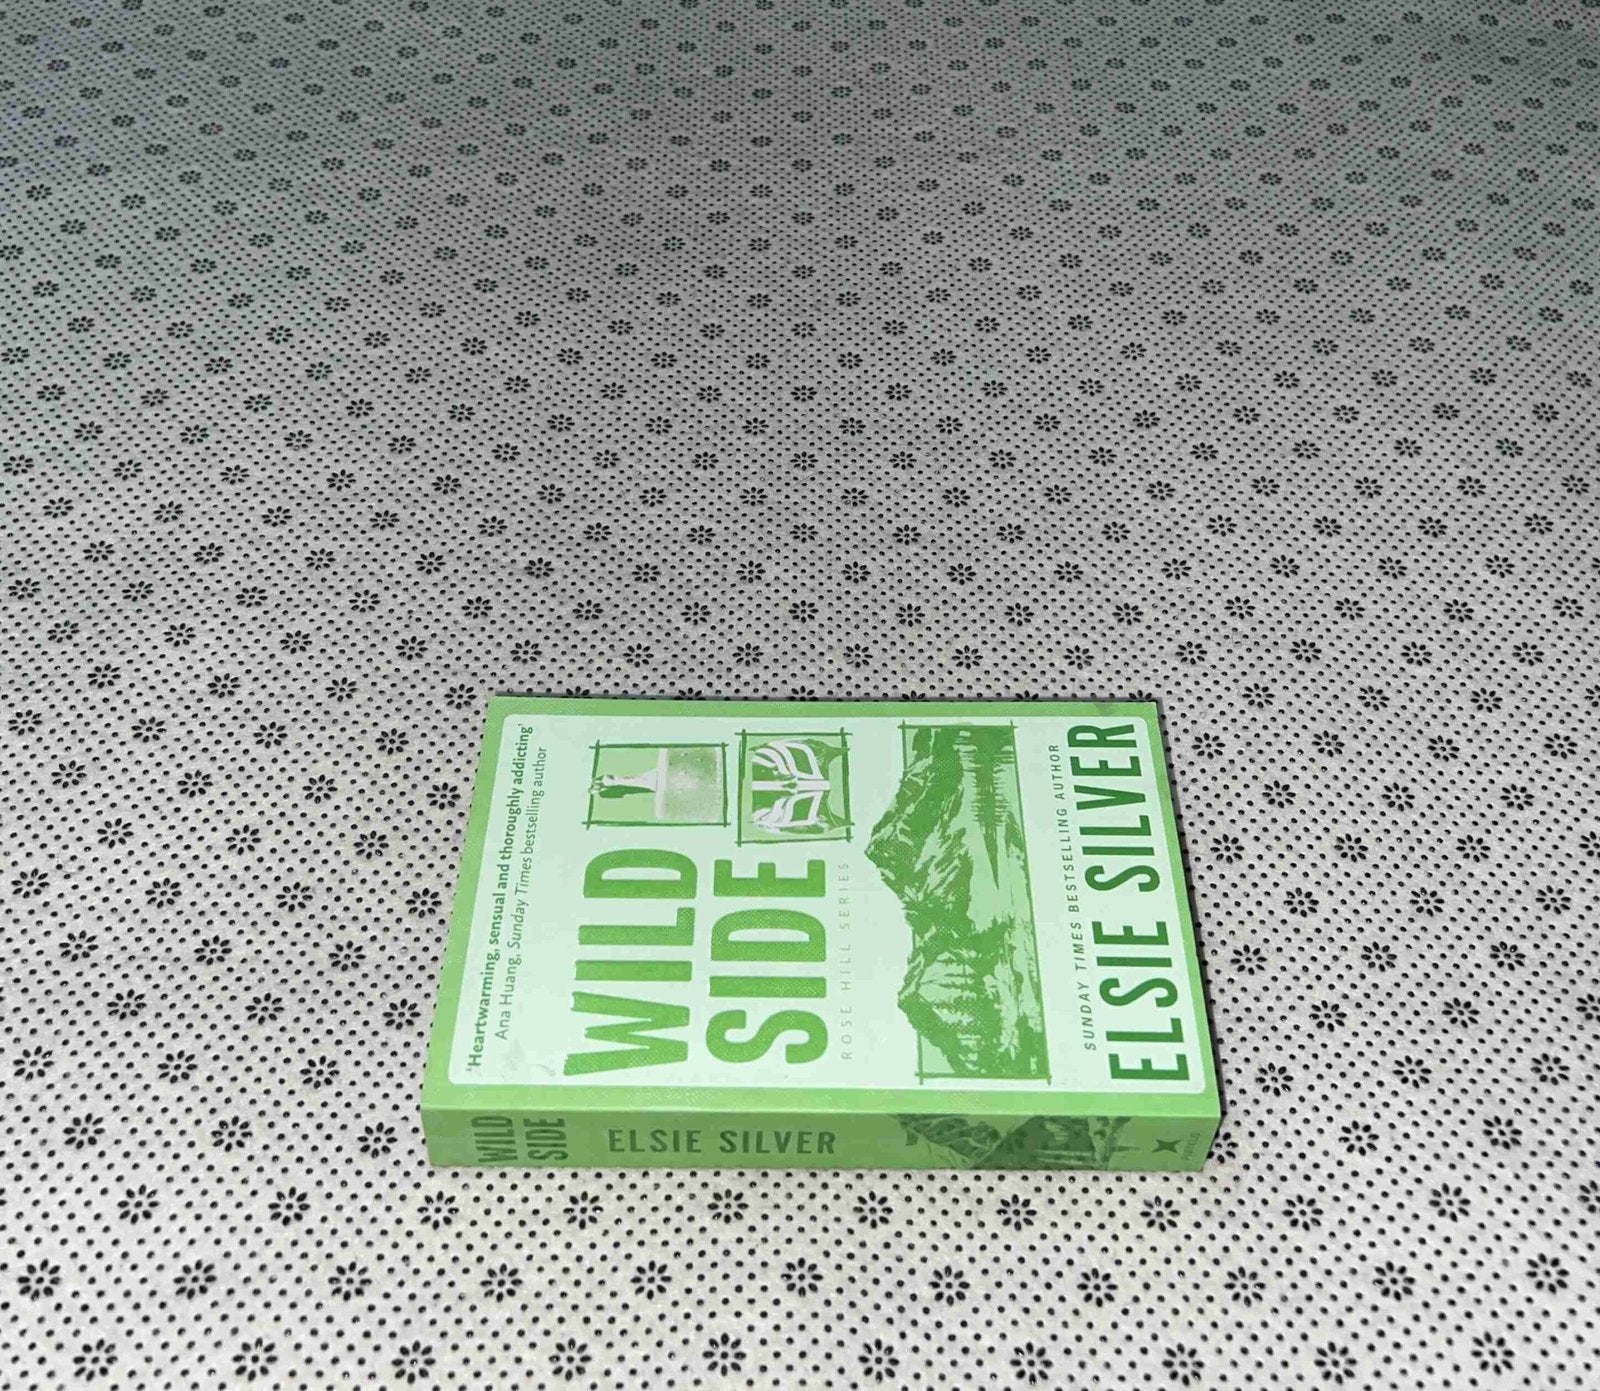 'Heartwarming, sensual and thoroughly addicting'
Ana Huang, Sunday Times bestselling author
WILD
SIDE
ROSE HILL SERIES
SUNDAY TIMES BESTSELLING AUTHOR
ELSIE SILVER
WILD
SIDE
ELSIE SILVER